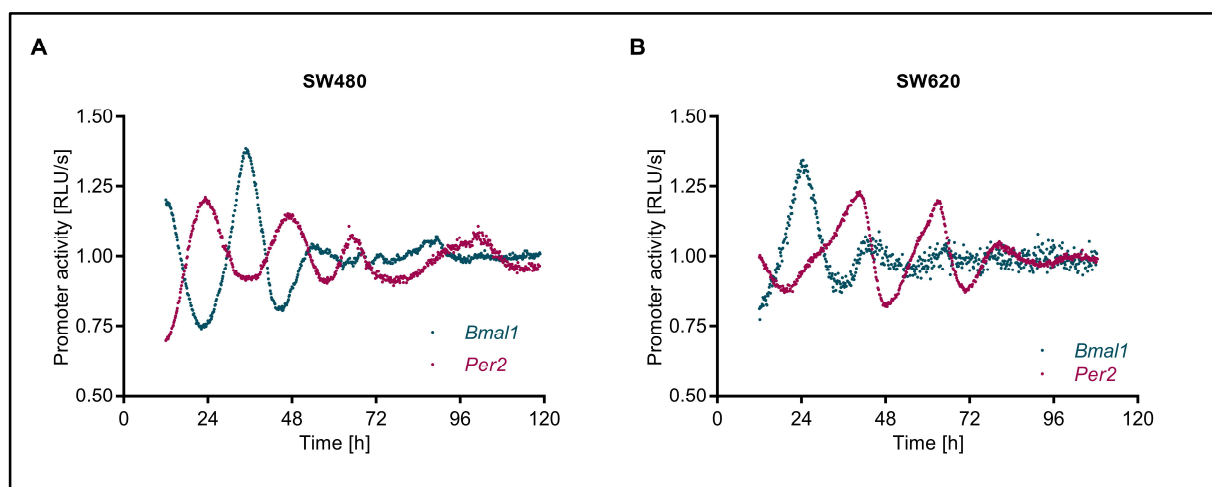 A
SW480
Promoter activity [RLU/s]
1.50
1.25
1.00
0.75
0.50
Bmal1
Per2
0
24
48
72
96
120
Time [h]
B
SW620
Promoter activity [RLU/s]
1.50
1.25
1.00
0.75
0.50
Bmal1
Per2
0
24
48
72
96
120
Time [h]